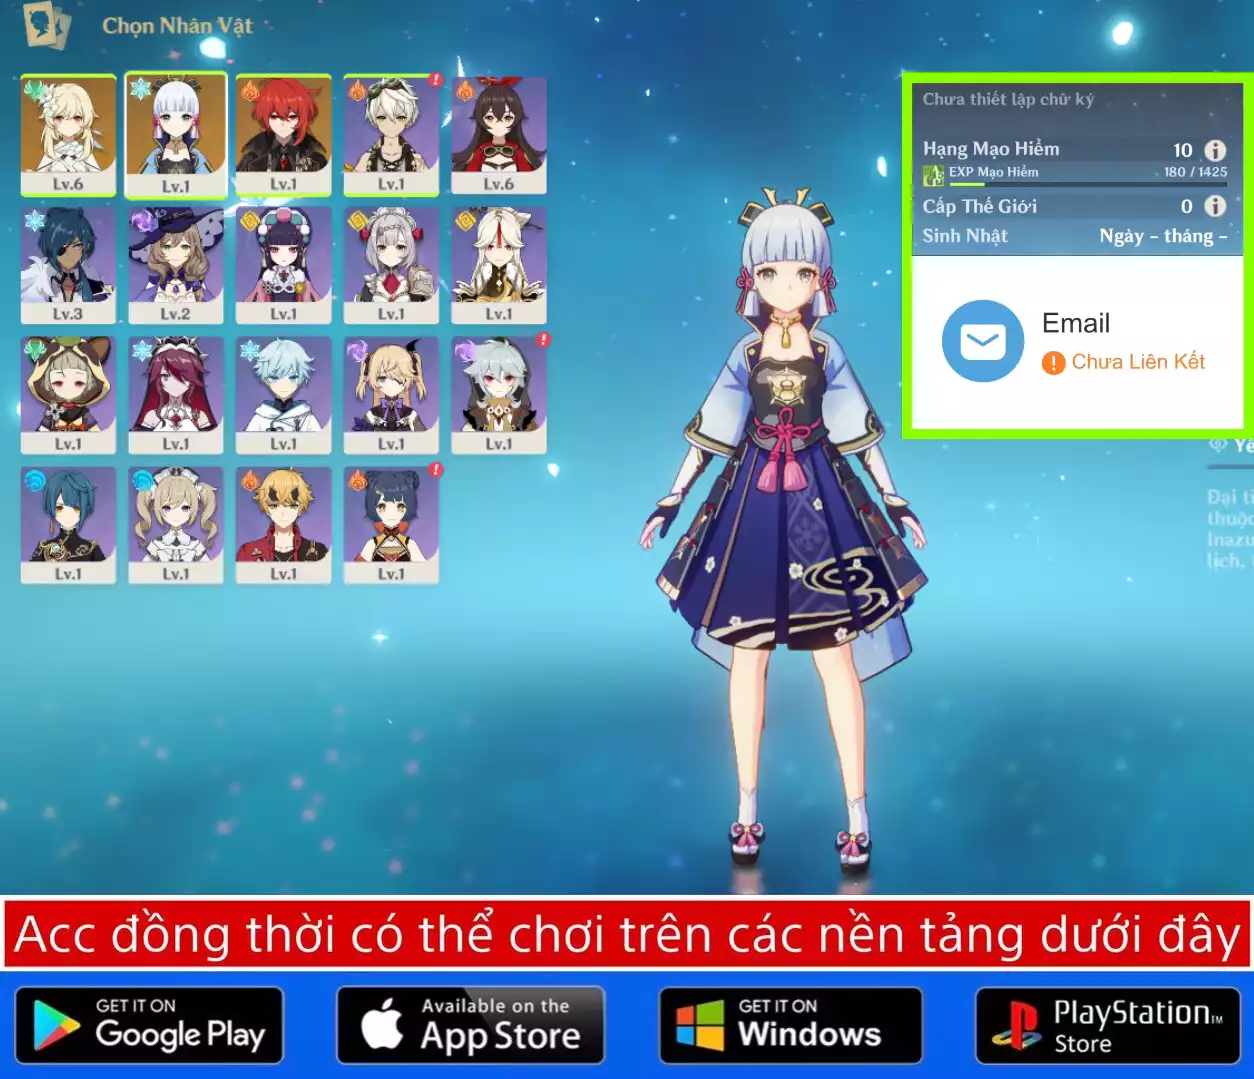 Chọn Nhân Vật
Lv.6
Lv.1
Lv.1
Lv.1
Lv.6
Lv.3
Lv.2
Lv.1
Lv.1
Lv.1
Lv.1
Lv.1
Lv.1
Lv.1
Lv.1
Lv.1
Lv.1
Lv.1
Lv.1
Chưa thiết lập chữ ký
Hạng Mạo Hiểm 10
EXP Mạo Hiểm 180 / 1425
Cấp Thế Giới 0
Sinh Nhật Ngày - tháng -
Email
Chưa Liên Kết
Đại
thuộc
lịch.
Acc đồng thời có thể chơi trên các nền tảng dưới đây
GET IT ON
Google Play
Available on the
App Store
GET IT ON
Windows
PlayStation™
Store